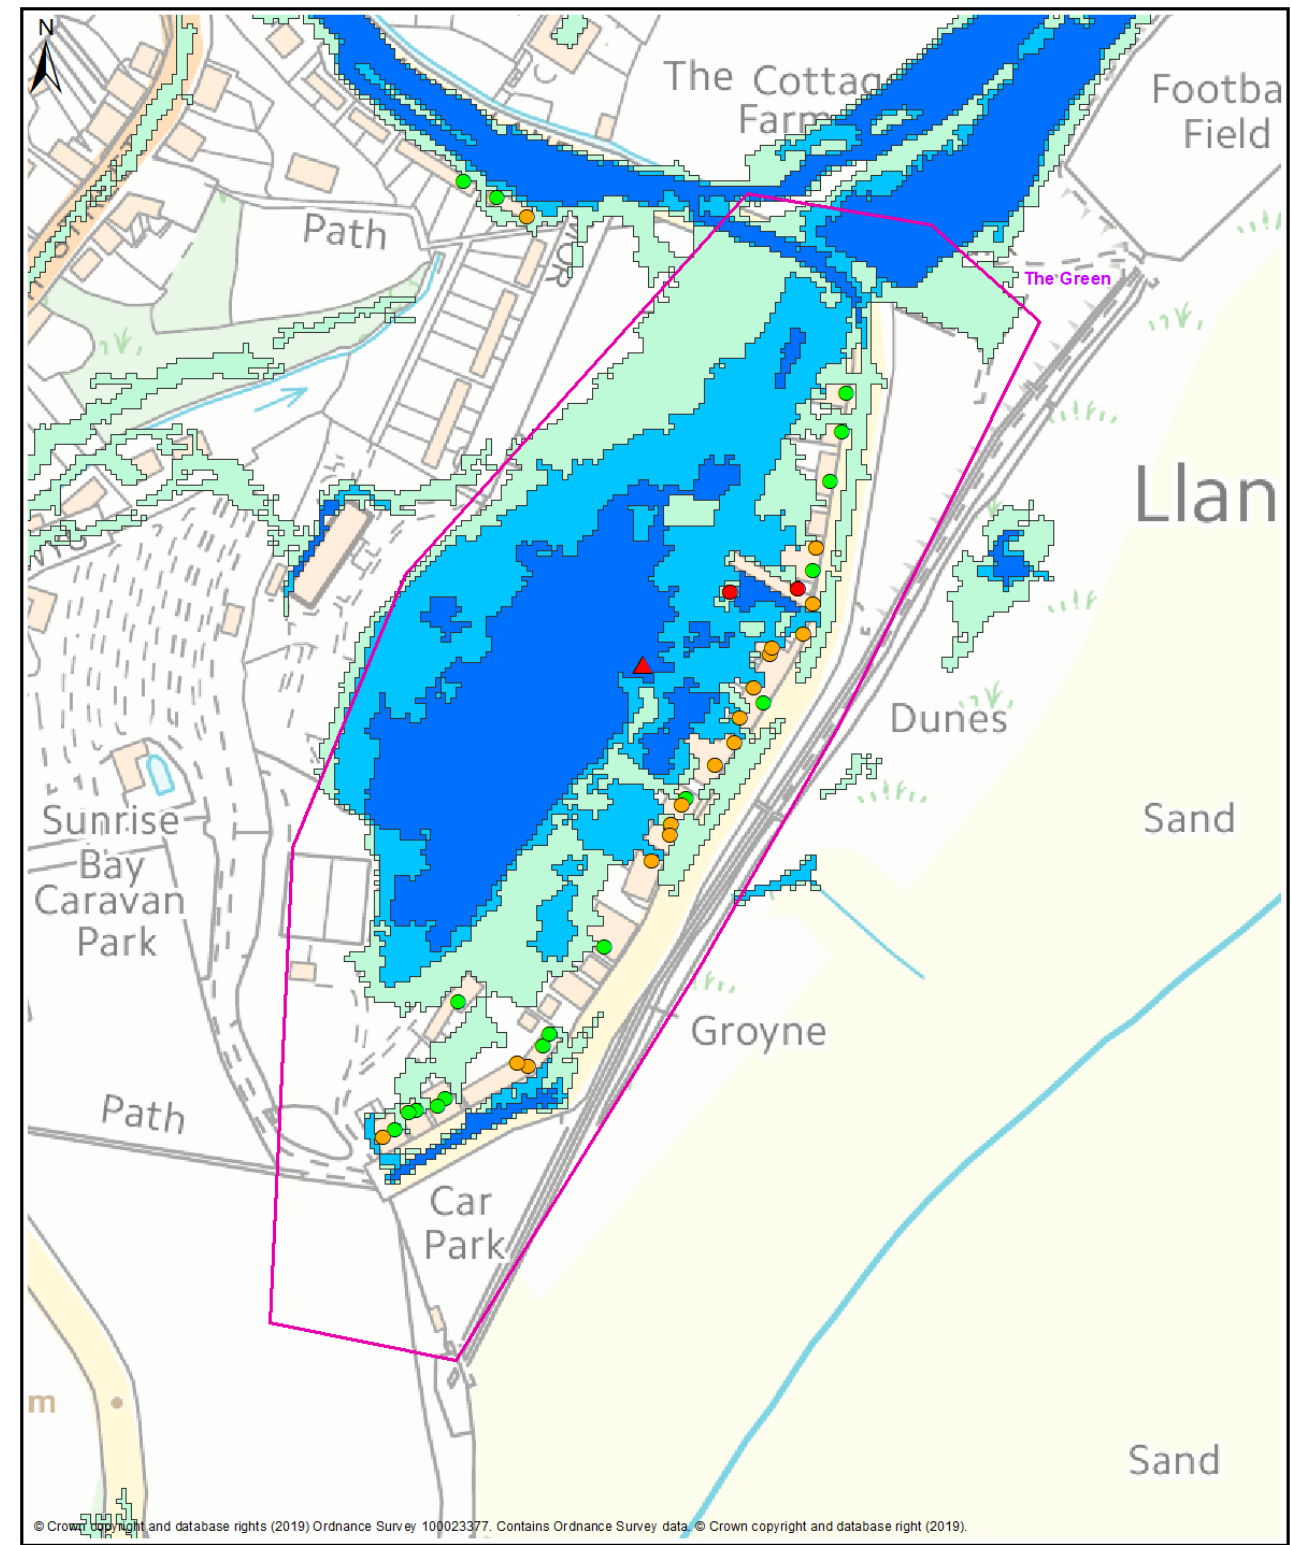 N
The Cottag
Farm
Footba
Field
Path
The Green
Llan
Dunes
Sunrise
Bay
Caravan
Park
Sand
Groyne
Path
Car
Park
m
Sand
© Crown copyright and database rights (2019) Ordnance Survey 100023377. Contains Ordnance Survey data. © Crown copyright and database right (2019).